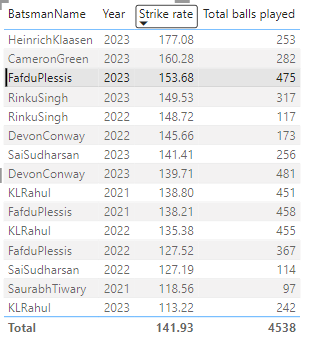 BatsmanName Year Strike rate Total balls played
HeinrichKlaasen 2023 177.08 253
CameronGreen 2023 160.28 282
FafduPlessis 2023 153.68 475
RinkuSingh 2023 149.53 317
RinkuSingh 2022 148.72 117
DevonConway 2022 145.66 173
SaiSudharsan 2023 141.41 256
DevonConway 2023 139.71 481
KLRahul 2021 138.80 451
FafduPlessis 2021 138.21 458
KLRahul 2022 135.38 455
FafduPlessis 2022 127.52 367
SaiSudharsan 2022 127.19 114
SaurabhTiwary 2021 118.56 97
KLRahul 2023 113.22 242
Total 141.93 4538